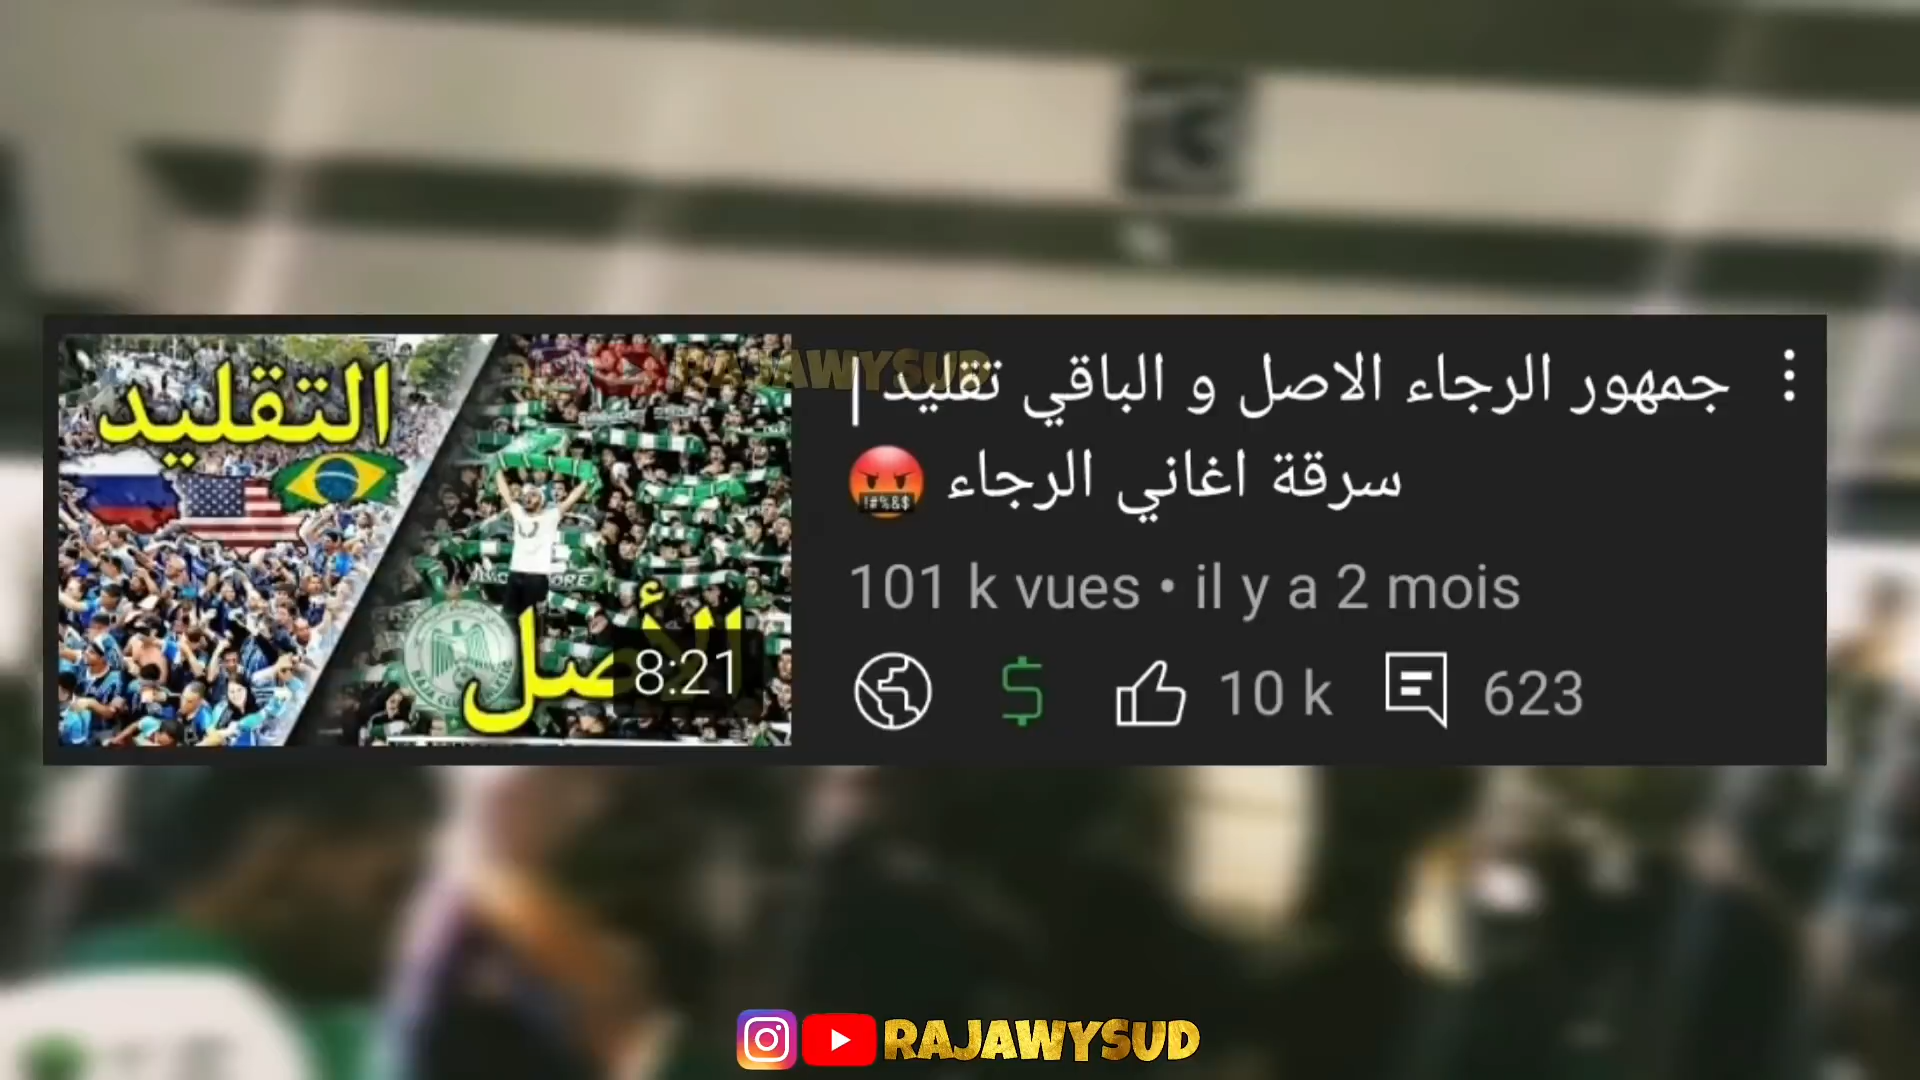 التقليد
الأصل
8:21
جمهور الرجاء الاصل و الباقي تقليد |
سرقة اغاني الرجاء 🤬
101 k vues • il y a 2 mois
10 k
623
RAJAWYSUD
RAJAWYSUD